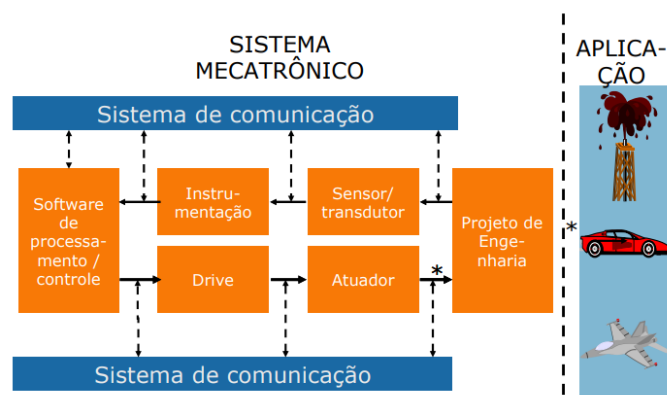 SISTEMA
MECATRÔNICO
APLICA-
ÇÃO
Sistema de comunicação
Software
de
processa-
mento /
controle
Instru-
mentação
Sensor/
transdutor
Projeto de
Enge-
nharia
*
Drive
Atuador
*
Sistema de comunicação